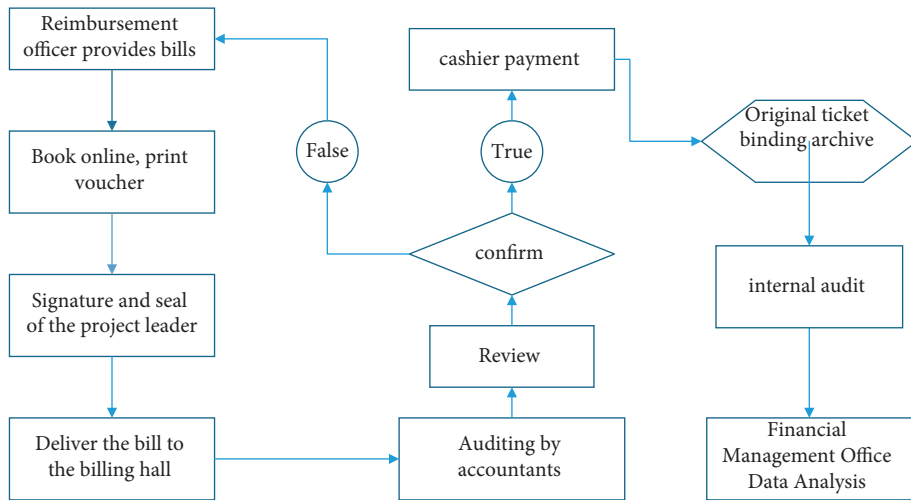 Reimbursement
officer provides bills
Book online, print
voucher
Signature and seal
of the project leader
Deliver the bill to
the billing hall
Auditing by
accountants
Review
confirm
False
True
cashier payment
Original ticket
binding archive
internal audit
Financial
Management Office
Data Analysis